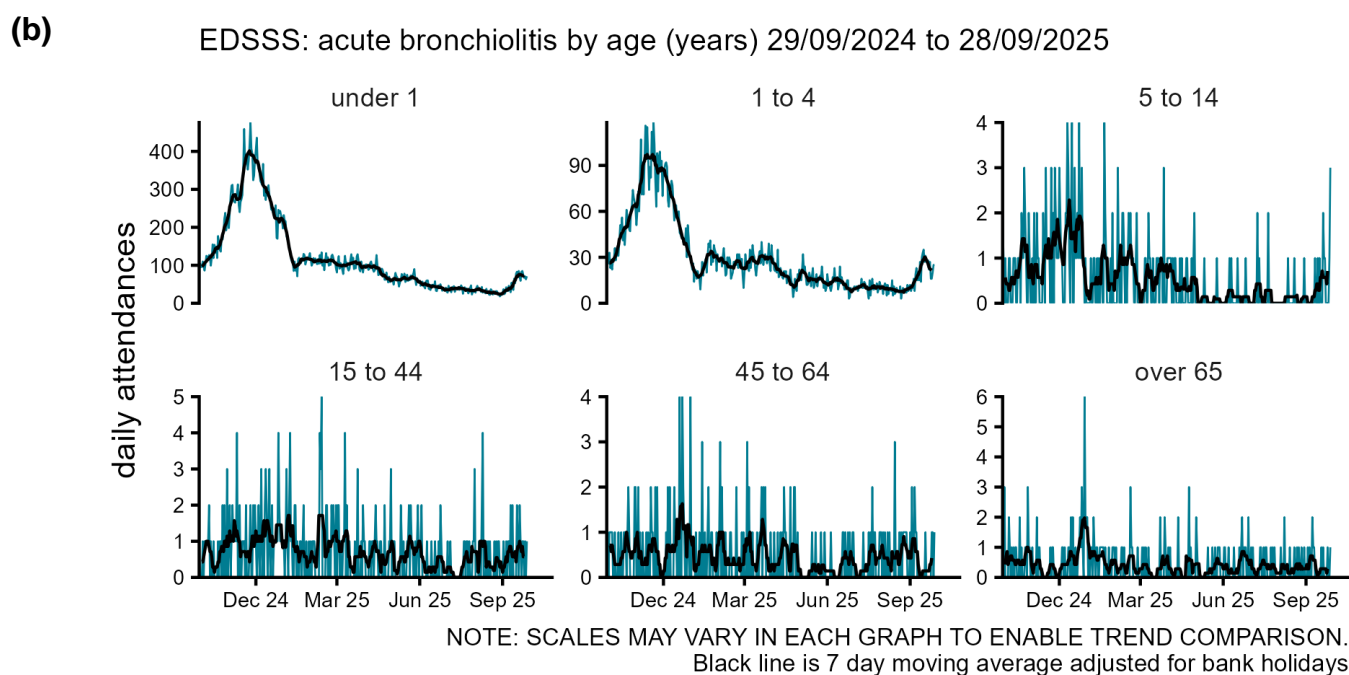 (b)
EDSSS: acute bronchiolitis by age (years) 29/09/2024 to 28/09/2025
daily attendances
under 1
400
300
200
100
0
1 to 4
90
60
30
0
5 to 14
4
3
2
1
0
15 to 44
5
4
3
2
1
0
Dec 24 Mar 25 Jun 25 Sep 25
45 to 64
4
3
2
1
0
Dec 24 Mar 25 Jun 25 Sep 25
over 65
6
5
4
3
2
1
0
Dec 24 Mar 25 Jun 25 Sep 25
NOTE: SCALES MAY VARY IN EACH GRAPH TO ENABLE TREND COMPARISON.
Black line is 7 day moving average adjusted for bank holidays